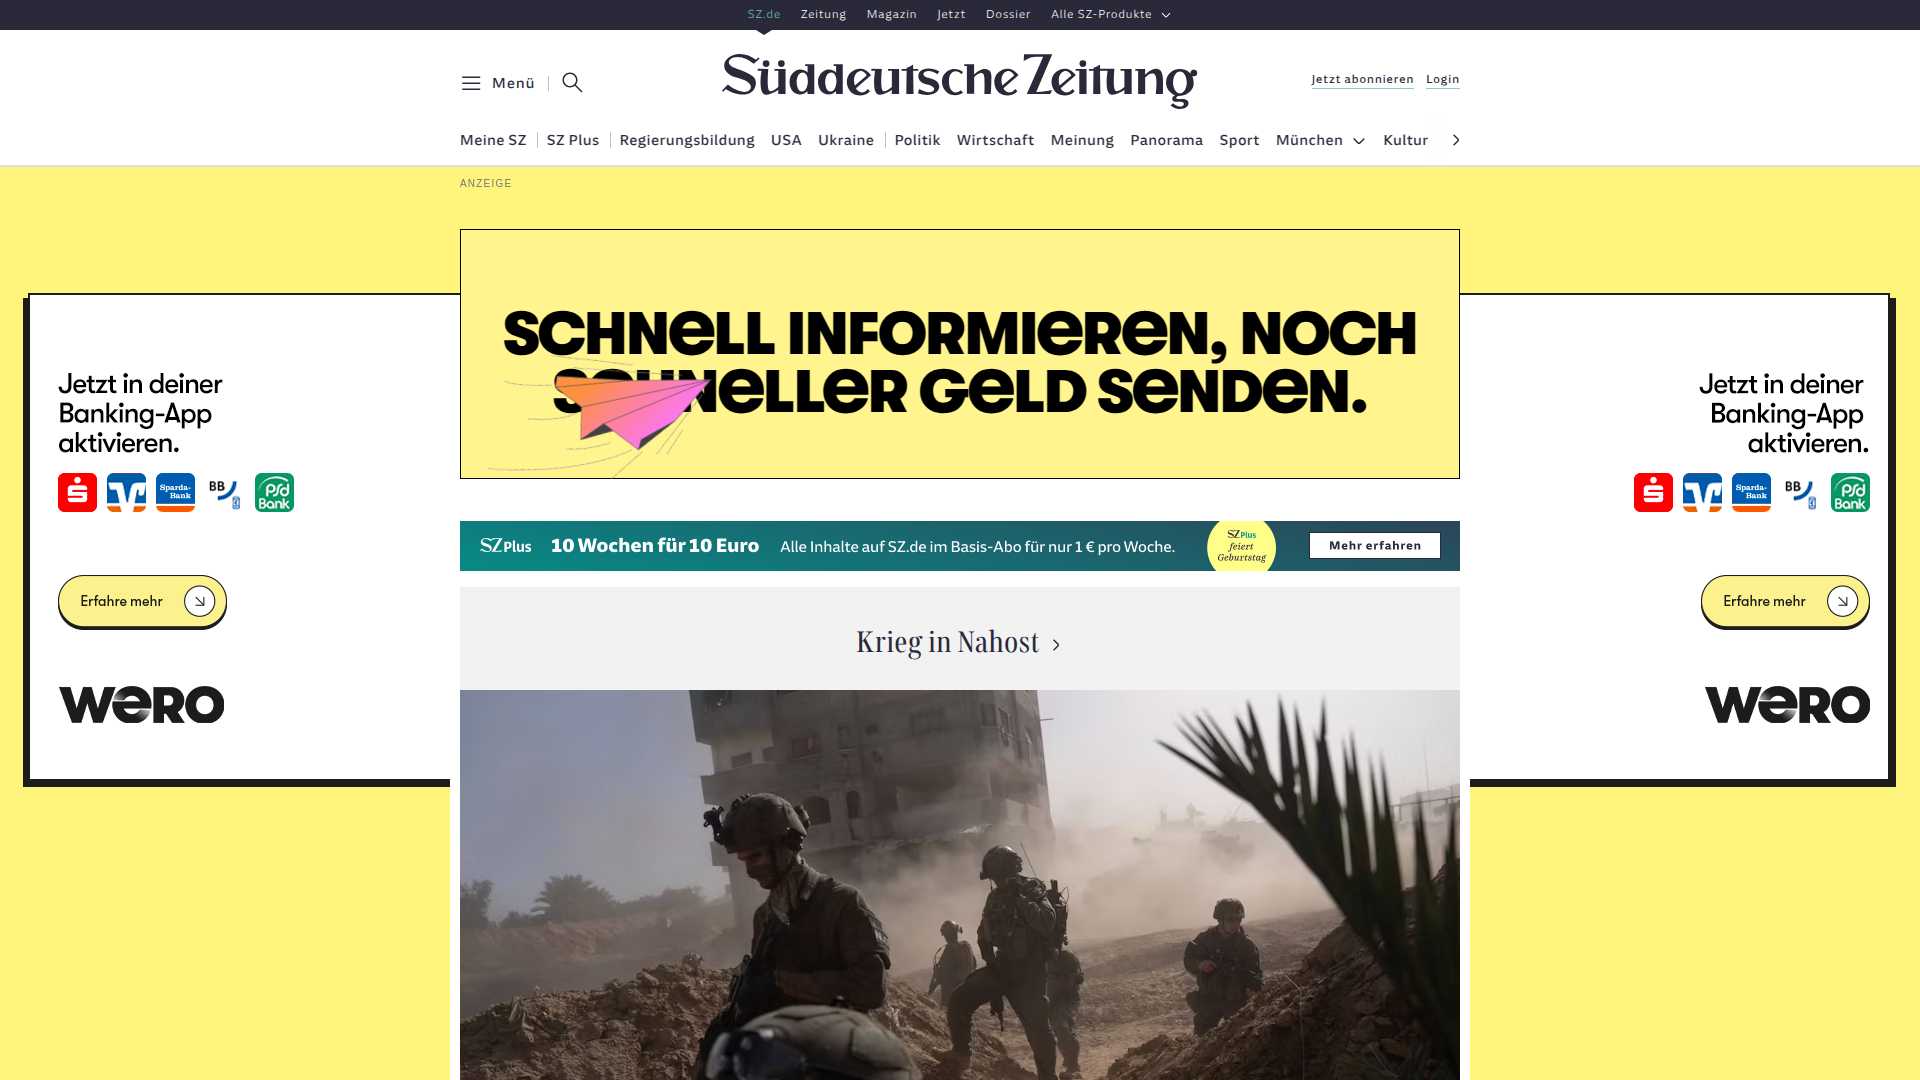 SZ.de Zeitung Magazin Jetzt Dossier Alle SZ-Produkte
Menü
Süddeutsche Zeitung
Jetzt abonnieren Login
Meine SZ SZ Plus Regierungsbildung USA Ukraine Politik Wirtschaft Meinung Panorama Sport München Kultur
ANZEIGE
SCHNELL INFORMIEREN, NOCH
SCHNELLER GELD SENDEN.
Jetzt in deiner
Banking-App
aktivieren.
Sparda-
Bank
BB
PSD
Bank
Erfahre mehr
wero
Jetzt in deiner
Banking-App
aktivieren.
Sparda-
Bank
BB
PSD
Bank
Erfahre mehr
wero
SZ Plus 10 Wochen für 10 Euro Alle Inhalte auf SZ.de im Basis-Abo für nur 1 € pro Woche.
SZ Plus
feiert
Geburtstag
Mehr erfahren
Krieg in Nahost